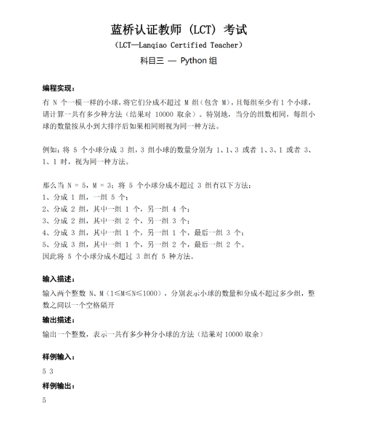 蓝桥认证教师 (LCT) 考试
（LCT—Lanqiao Certified Teacher）
科目三 — Python 组
编程实现：
有 N 个一模一样的小球，将它们分成不超过 M 组(包含 M)，且每组至少有 1 个小球，
请计算一共有多少种方法（结果对 10000 取余）。特别地，当分的组数相同，每组小
球的数量按从小到大排序后如果相同则视为同一种方法。
例如：将 5 个小球分成 3 组，3 组小球的数量分别为 1、1、3 或者 1、3、1 或者 3、
1、1 时，视为同一种方法。
那么当 N = 5，M = 3；将 5 个小球分成不超过 3 组有以下方法：
1、分成 1 组，一组 5 个；
2、分成 2 组，其中一组 1 个，另一组 4 个；
3、分成 2 组，其中一组 2 个，另一组 3 个；
4、分成 3 组，其中一组 1 个，另一组 1 个，最后一组 3 个；
5、分成 3 组，其中一组 1 个，另一组 2 个，最后一组 2 个。
因此将 5 个小球分成不超过 3 组有 5 种方法。
输入描述：
输入两个整数 N、M（1≤M≤N≤1000），分别表示小球的数量和分成不超过多少组，整
数之间以一个空格隔开
输出描述：
输出一个整数，表示一共有多少种分小球的方法（结果对 10000 取余）
样例输入：
5 3
样例输出：
5